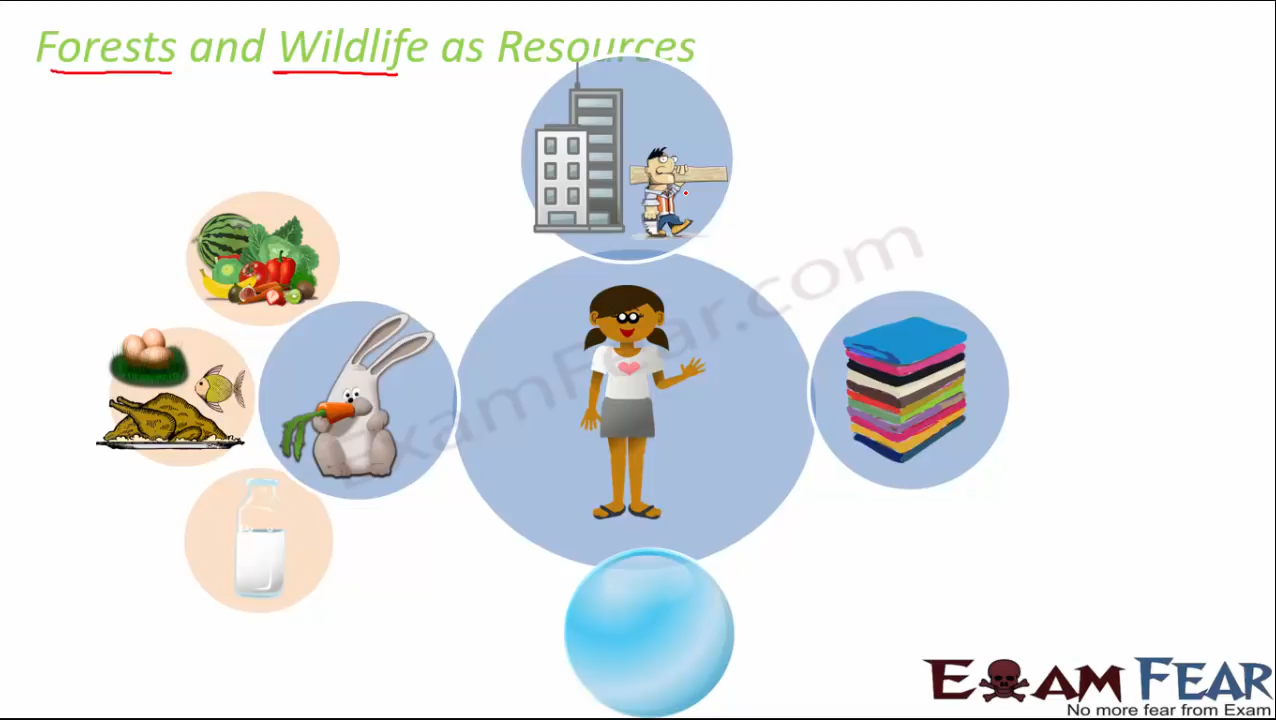 Forests and Wildlife as Resources
ExamFear.com
EXAM FEAR
No more fear from Exam